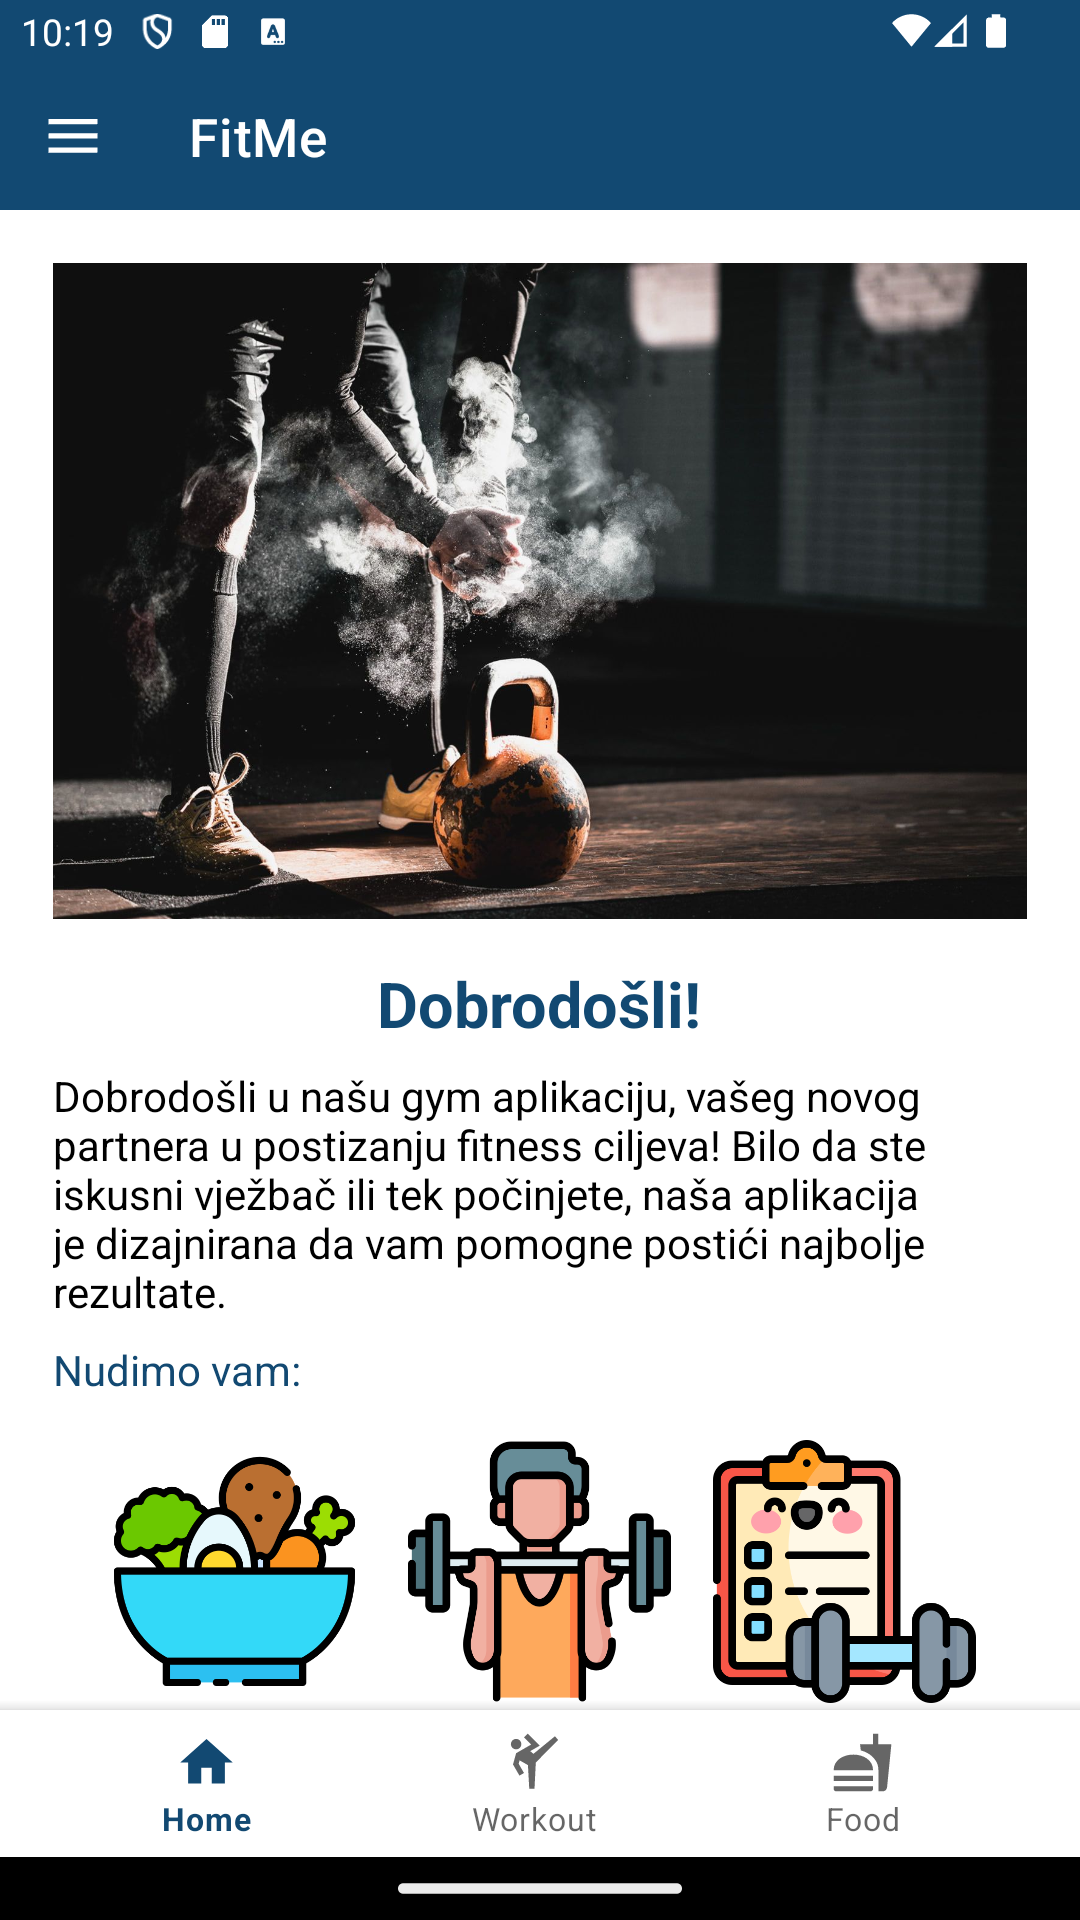 10:19
FitMe
Dobrodošli!
Dobrodošli u našu gym aplikaciju, vašeg novog
partnera u postizanju fitness ciljeva! Bilo da ste
iskusni vježbač ili tek počinjete, naša aplikacija
je dizajnirana da vam pomogne postići najbolje
rezultate.
Nudimo vam:
Home
Workout
Food